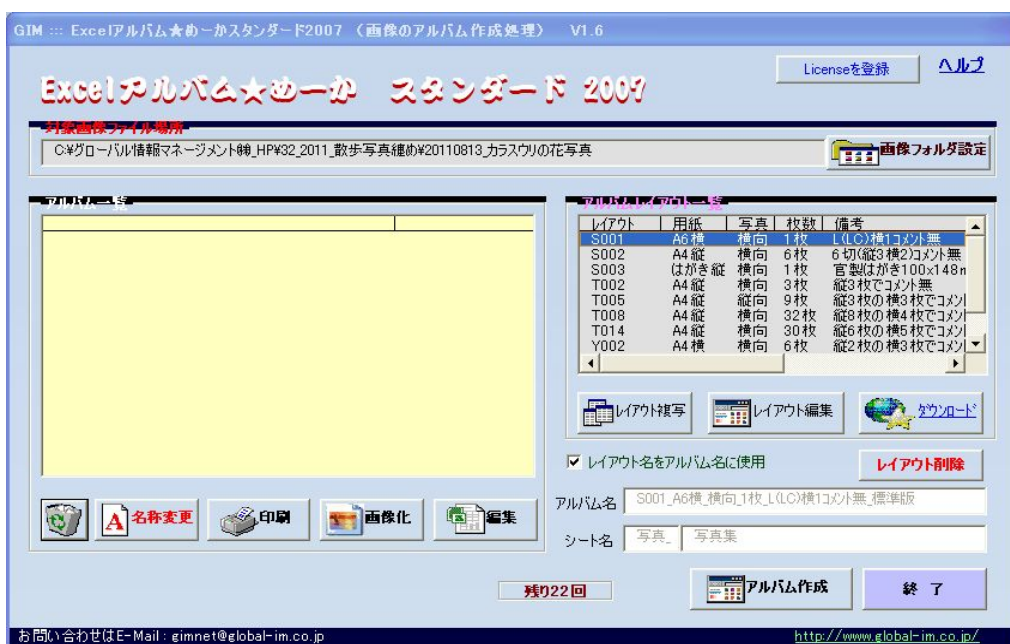 GIM ::: Excelアルバム★めーかスタンダード2007 （画像のアルバム作成処理） V1.6
Excelアルバム★めーか スタンダード 2007
Licenseを登録
ヘルプ
対象画像ファイル場所
C:¥グローバル情報マネージメント㈱_HP¥32_2011_散歩写真纏め¥20110813_カラスウリの花写真
画像フォルダ設定
アルバム一覧
アルバムレイアウト一覧
レイアウト 用紙 写真 枚数 備考
S001 A6横 横向 1枚 L(LC)横1コメント無
S002 A4縦 横向 6枚 6切(縦3横2)コメント無
S003 はがき縦 横向 1枚 官製はがき100x148m
T002 A4縦 横向 3枚 縦3枚でコメント無
T005 A4縦 縦向 9枚 縦3枚の横3枚でコメント
T008 A4縦 横向 32枚 縦8枚の横4枚でコメント
T014 A4縦 横向 30枚 縦6枚の横5枚でコメント
Y002 A4横 横向 6枚 縦2枚の横3枚でコメント
レイアウト複写
レイアウト編集
ダウンロード
レイアウト名をアルバム名に使用
レイアウト削除
アルバム名 S001_A6横_横向_1枚_L(LC)横1コメント無_標準版
シート名 写真_ 写真集
名称変更
印刷
画像化
編集
残り22回
アルバム作成
終 了
お問い合わせはE-Mail : gimnet@global-im.co.jp
http://www.global-im.co.jp/